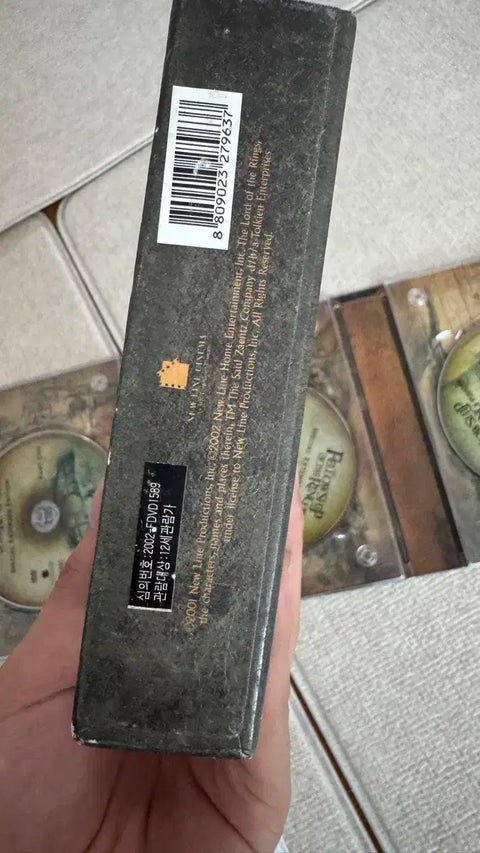 8 809023 279637
NEW LINE CINEMA
심의번호:2002-FDVD1589
관람대상:12세관람가
©2001 New Line Productions, Inc. ©2002 New Line Home Entertainment, Inc. The Lord of the Rings,
the characters, names and places therein, TM The Saul Zaentz Company d/b/a Tolkien Enterprises
under license to New Line Productions, Inc. All Rights Reserved.
FELLOWSHIP
RING